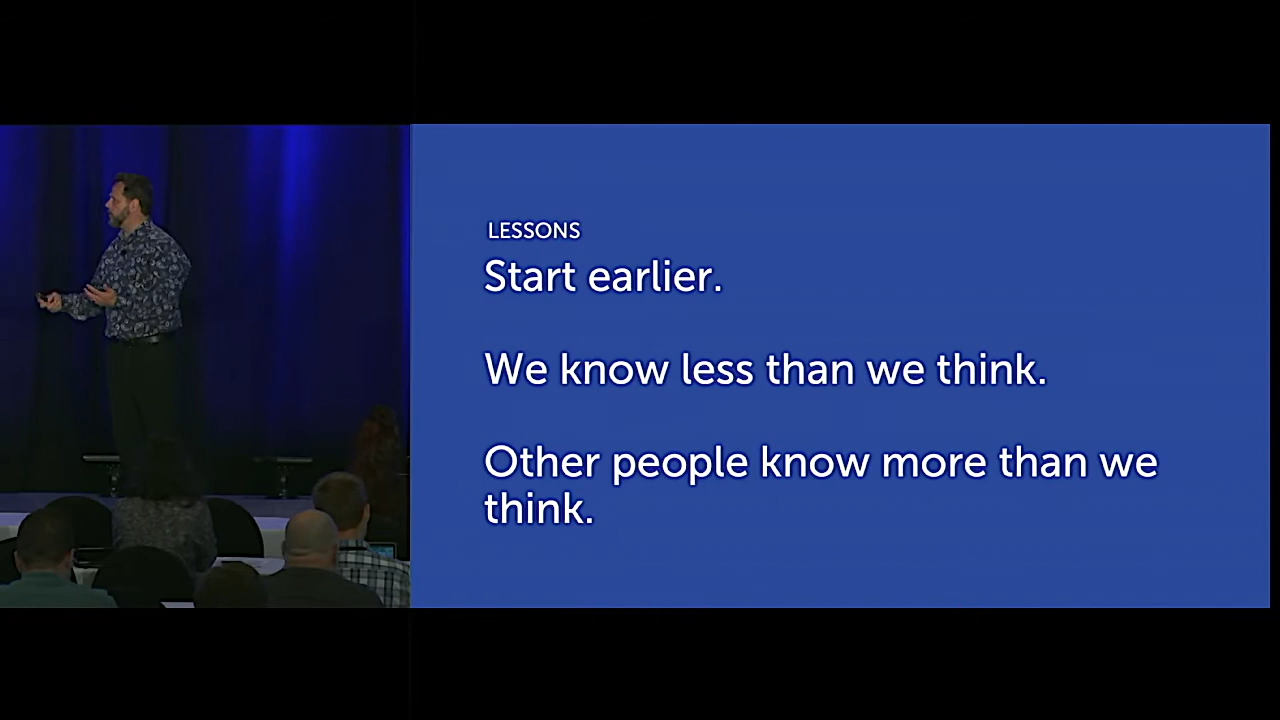 LESSONS
Start earlier.
We know less than we think.
Other people know more than we
think.